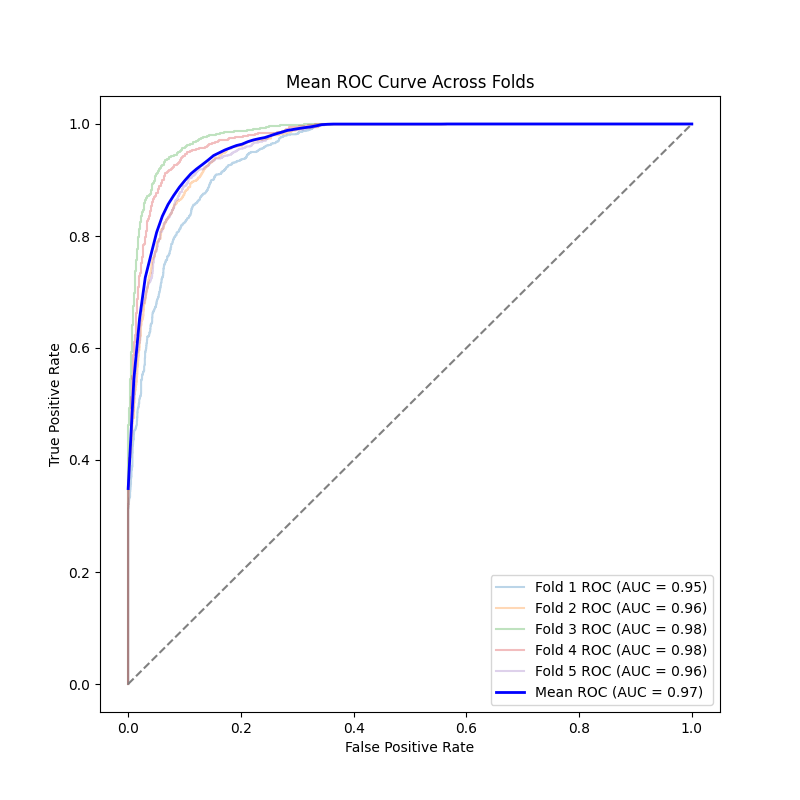 Mean ROC Curve Across Folds
1.0
0.8
0.6
0.4
0.2
0.0
True Positive Rate
0.0 0.2 0.4 0.6 0.8 1.0
False Positive Rate
Fold 1 ROC (AUC = 0.95)
Fold 2 ROC (AUC = 0.96)
Fold 3 ROC (AUC = 0.98)
Fold 4 ROC (AUC = 0.98)
Fold 5 ROC (AUC = 0.96)
Mean ROC (AUC = 0.97)